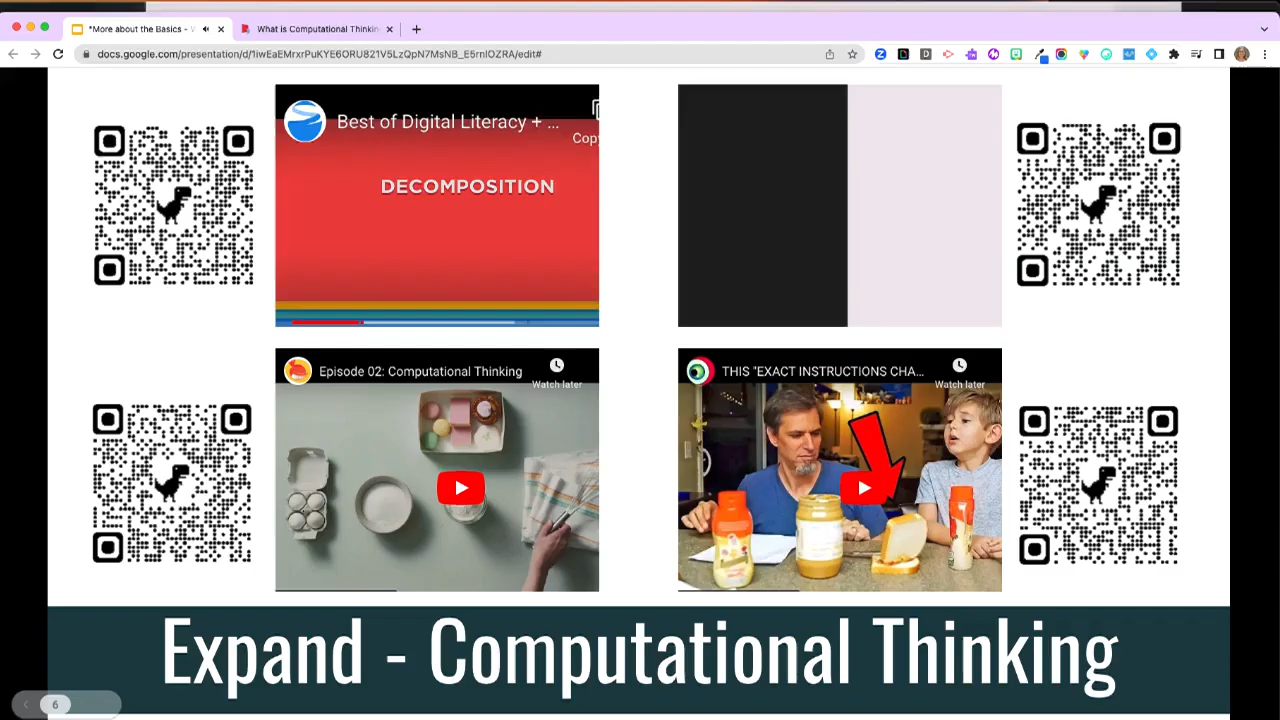 *More about the Basics - V
What is Computational Thinkin
docs.google.com/presentation/d/1iwEaEMrxrPuKYE6ORU821V5LzQpN7MsNB_E5rnIOZRA/edit#
Best of Digital Literacy + ...
Copy
DECOMPOSITION
Episode 02: Computational Thinking
Watch later
THIS "EXACT INSTRUCTIONS CHA...
Watch later
Expand - Computational Thinking
6